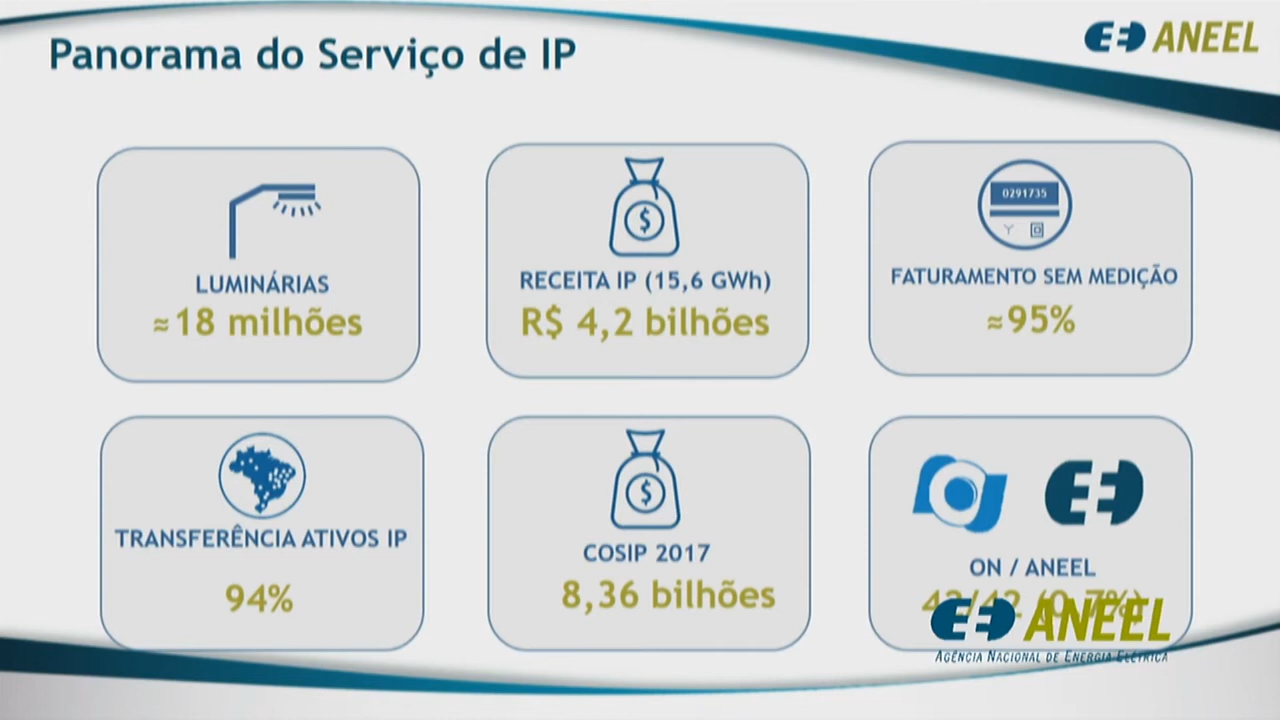 Panorama do Serviço de IP
ANEEL
LUMINÁRIAS
≈18 milhões
RECEITA IP (15,6 GWh)
R$ 4,2 bilhões
0291735
FATURAMENTO SEM MEDIÇÃO
≈95%
TRANSFERÊNCIA ATIVOS IP
94%
COSIP 2017
8,36 bilhões
ON / ANEEL
ANEEL
AGÊNCIA NACIONAL DE ENERGIA ELÉTRICA